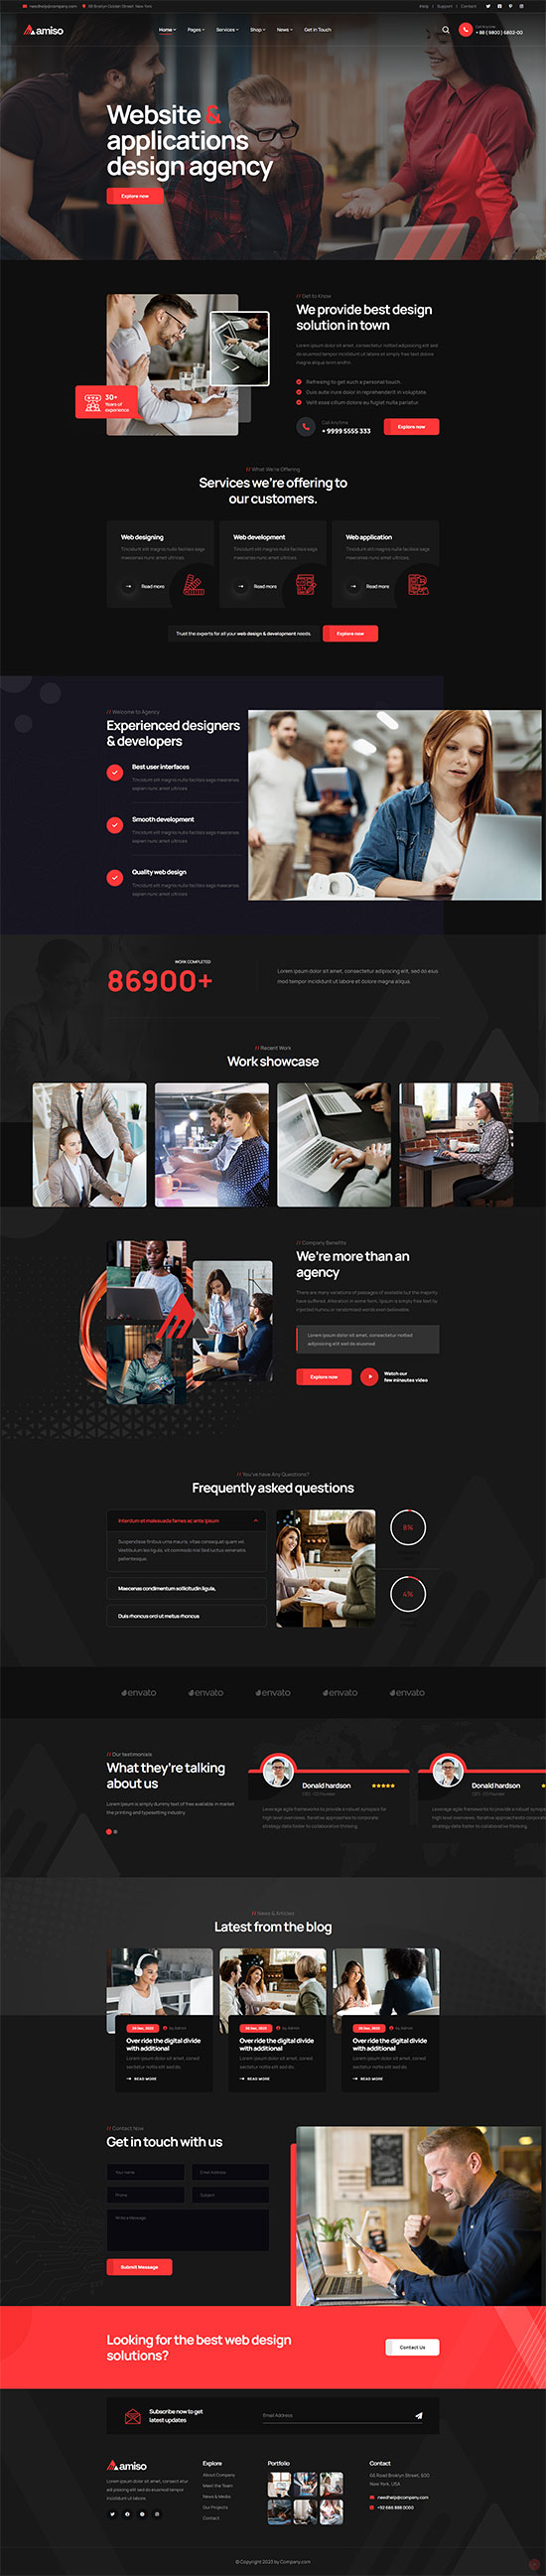 needhelp@company.com
88 Broklyn Golden Street. New York
Help
Support
Contact
amiso
Home
Pages
Services
Shop
News
Get in Touch
Call Anytime
+ 88 ( 9800 ) 6802-00
Website &
applications
design agency
Explore now
// Get to Know
We provide best design
solution in town
Lorem ipsum dolor sit amet, consectetur notted adipisicing elit sed
do eiusmod tempor incididunt ut labore et simply free text dolore
magna aliqua lonm andhn.
Refresing to get such a personal touch.
Duis aute irure dolor in reprehenderit in voluptate.
Velit esse cillum dolore eu fugiat nulla pariatur.
30+
Years of
experience
Call Anytime
+ 9999 5555 333
Explore now
// What We're Offering
Services we're offering to
our customers.
Web designing
Tincidunt elit magnis nulla facilisis sags
maecenas nunc amet ultrices
Read more
Web development
Tincidunt elit magnis nulla facilisis sags
maecenas nunc amet ultrices
Read more
Web application
Tincidunt elit magnis nulla facilisis sags
maecenas nunc amet ultrices
Read more
Trust the experts for all your web design & development needs.
Explore now
// Welcome to Agency
Experienced designers
& developers
Best user interfaces
Tincidunt elit magnis nulla facilisis sags maecenas.
sapien nunc amet ultrices
Smooth development
Tincidunt elit magnis nulla facilisis sags maecenas.
sapien nunc amet ultrices
Quality web design
Tincidunt elit magnis nulla facilisis sags maecenas.
sapien nunc amet ultrices
WORK COMPLETED
86900+
Lorem ipsum dolor sit amet, consectetur adipiscing elit, sed do eius
mod tempor incididunt ut labore et dolore magna aliqua.
// Recent Work
Work showcase
// Company Benefits
We're more than an
agency
There are many variations of passages of available but the majority
have suffered. Alteration in some form, lipsum is simply free text by
injected humou or randomised words even believable.
Lorem ipsum dolor sit amet, consectetur notted
adipisicing elit sed do eiusmod
Explore now
Watch our
few minautes video
// You've have Any Questions?
Frequently asked questions
Interdum et malesuada fames ac ante ipsum
Suspendisse finibus urna mauris, vitae consequat quam vel.
Vestibulum leo ligula, vit commodo nisl Sed luctus venenatis
pellentesque.
Maecenas condimentum sollicitudin ligula,
Duis rhoncus orci ut metus rhoncus
8%
4%
envato
envato
envato
envato
envato
// Our testimonials
What they're talking
about us
Lorem ipsum is simply dummy text of free available in market
the printing and typesetting industry
Donald hardson
CEO - CO Founder
Leverage agile frameworks to provide a robust synopsis for
high level overviews. Iterative approaches to corporate
strategy data foster to collaborative thinking.
Donald hardson
CEO - CO Founder
Leverage agile frameworks to provide a robust
high level overviews. Iterative approaches to corporate
strategy data foster to collaborative thinking.
// News & Articles
Latest from the blog
20 Dec, 2023
by Admin
Over ride the digital divide
with additional
Lorem ipsum dolor sit amet, coned
sectetur notte elit sed do.
READ MORE
20 Dec, 2023
by Admin
Over ride the digital divide
with additional
Lorem ipsum dolor sit amet, coned
sectetur notte elit sed do.
READ MORE
20 Dec, 2023
by Admin
Over ride the digital divide
with additional
Lorem ipsum dolor sit amet, coned
sectetur notte elit sed do.
READ MORE
// Contact Now
Get in touch with us
Your name
Email Address
Phone
Subject
Write a Message
Submit Message
Looking for the best web design
solutions?
Contact Us
Subscribe now to get
latest updates
Email Address
amiso
Lorem ipsum dolor sit amet, consect etur
adi pisicing elit sed do eiusmod tempor
incididunt ut labore.
Explore
About Company
Meet the Team
News & Media
Our Projects
Contact
Portfolio
Contact
66 Road Broklyn Street, 600
New York, USA
needhelp@company.com
+92 666 888 0000
© Copyright 2023 by Company.com